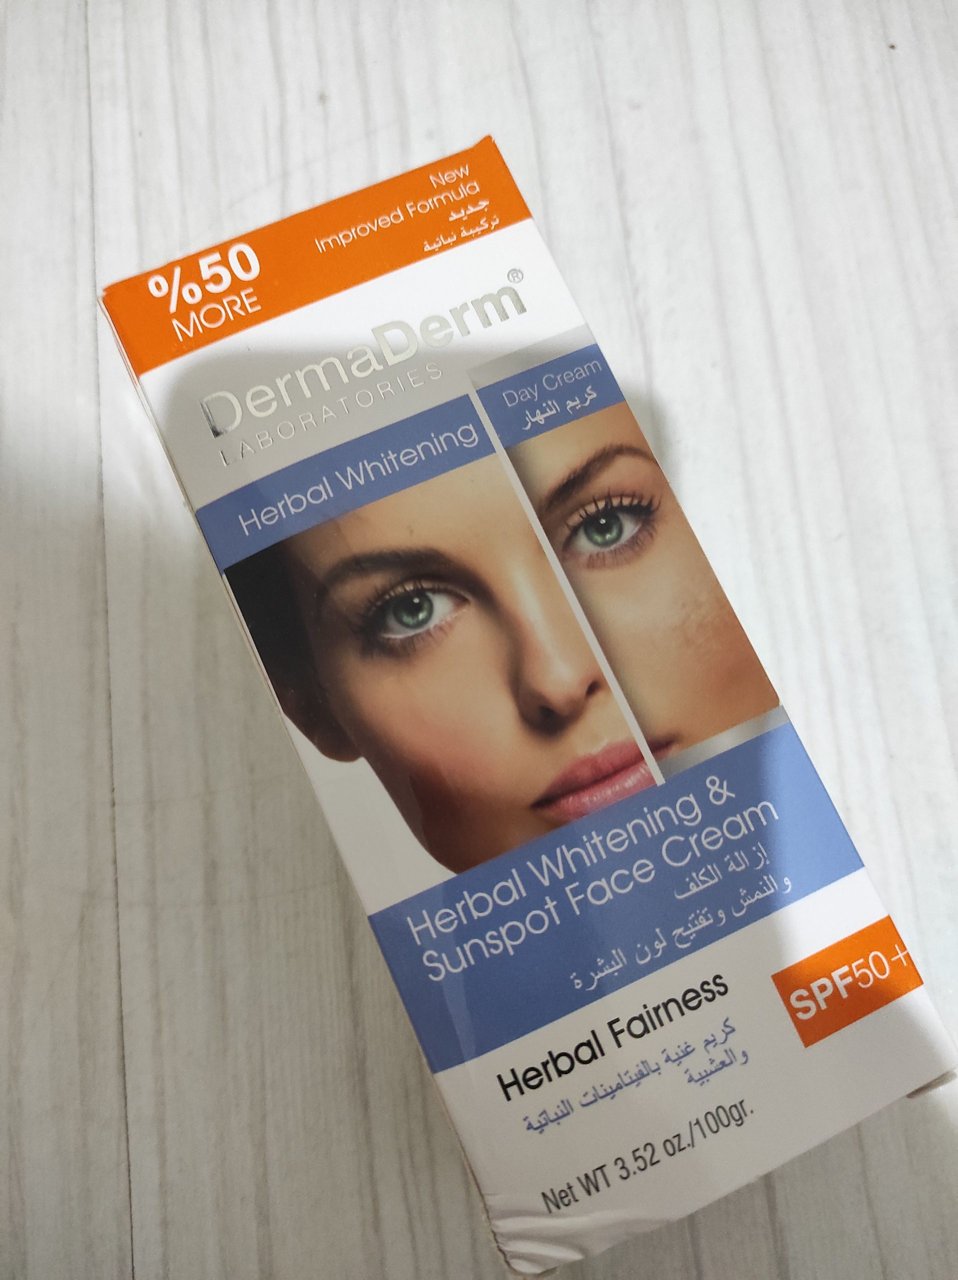 %50
MORE
New
Improved Formula
جديد
تركيبة نباتية
DermaDerm®
LABORATORIES
Herbal Whitening
Day Cream
كريم النهار
Herbal Whitening &
Sunspot Face Cream
إزالة الكلف
والنمش وتفتيح لون البشرة
Herbal Fairness
كريم غنية بالفيتامينات النباتية
والعشبية
SPF50+
Net WT 3.52 oz./100gr.